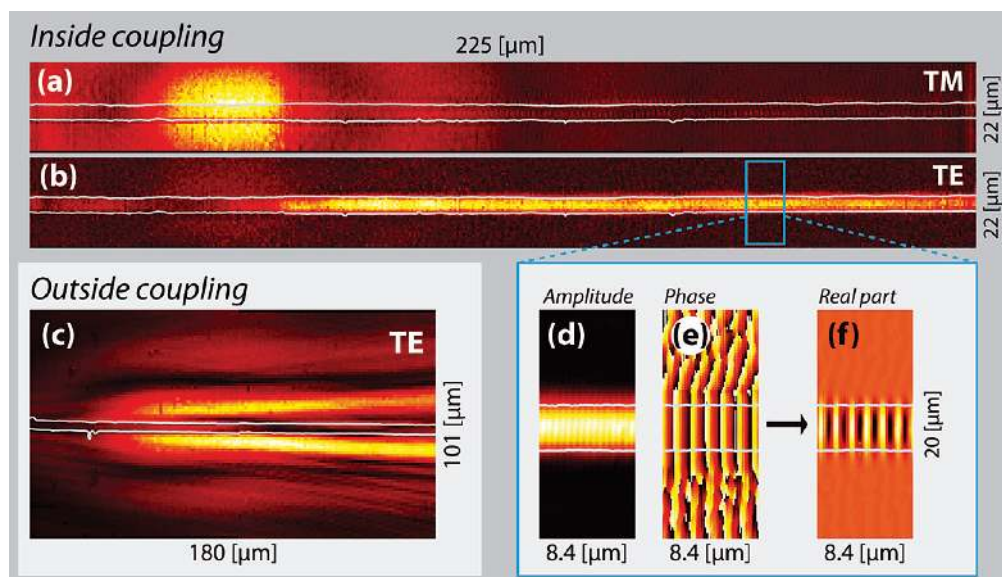 Inside coupling
225 [μm]
(a)
TM
22 [μm]
(b)
TE
22 [μm]
Outside coupling
(c)
TE
101 [μm]
180 [μm]
Amplitude
Phase
Real part
(d)
(e)
(f)
20 [μm]
8.4 [μm]
8.4 [μm]
8.4 [μm]